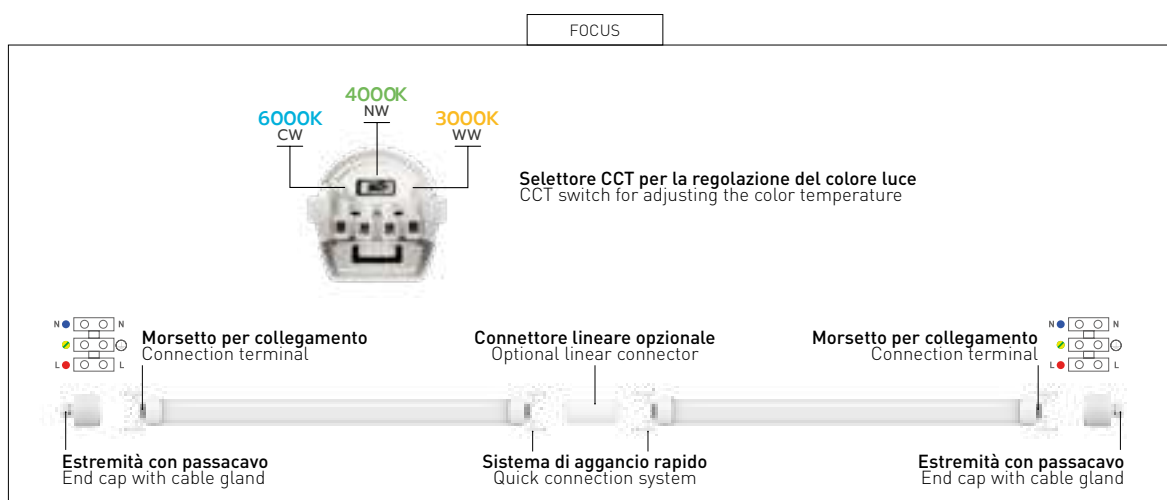 FOCUS
4000K
NW
6000K
CW
3000K
WW
Selettore CCT per la regolazione del colore luce
CCT switch for adjusting the color temperature
N N
L L
Morsetto per collegamento
Connection terminal
Connettore lineare opzionale
Optional linear connector
Morsetto per collegamento
Connection terminal
N N
L L
Estremità con passacavo
End cap with cable gland
Sistema di aggancio rapido
Quick connection system
Estremità con passacavo
End cap with cable gland